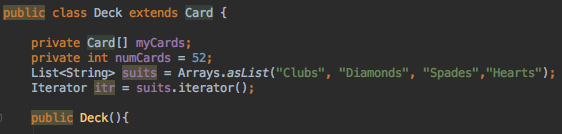 public class Deck extends Card {
private Card[] myCards;
private int numCards = 52;
List<String> suits = Arrays.asList("Clubs", "Diamonds", "Spades","Hearts");
Iterator itr = suits.iterator();
public Deck(){